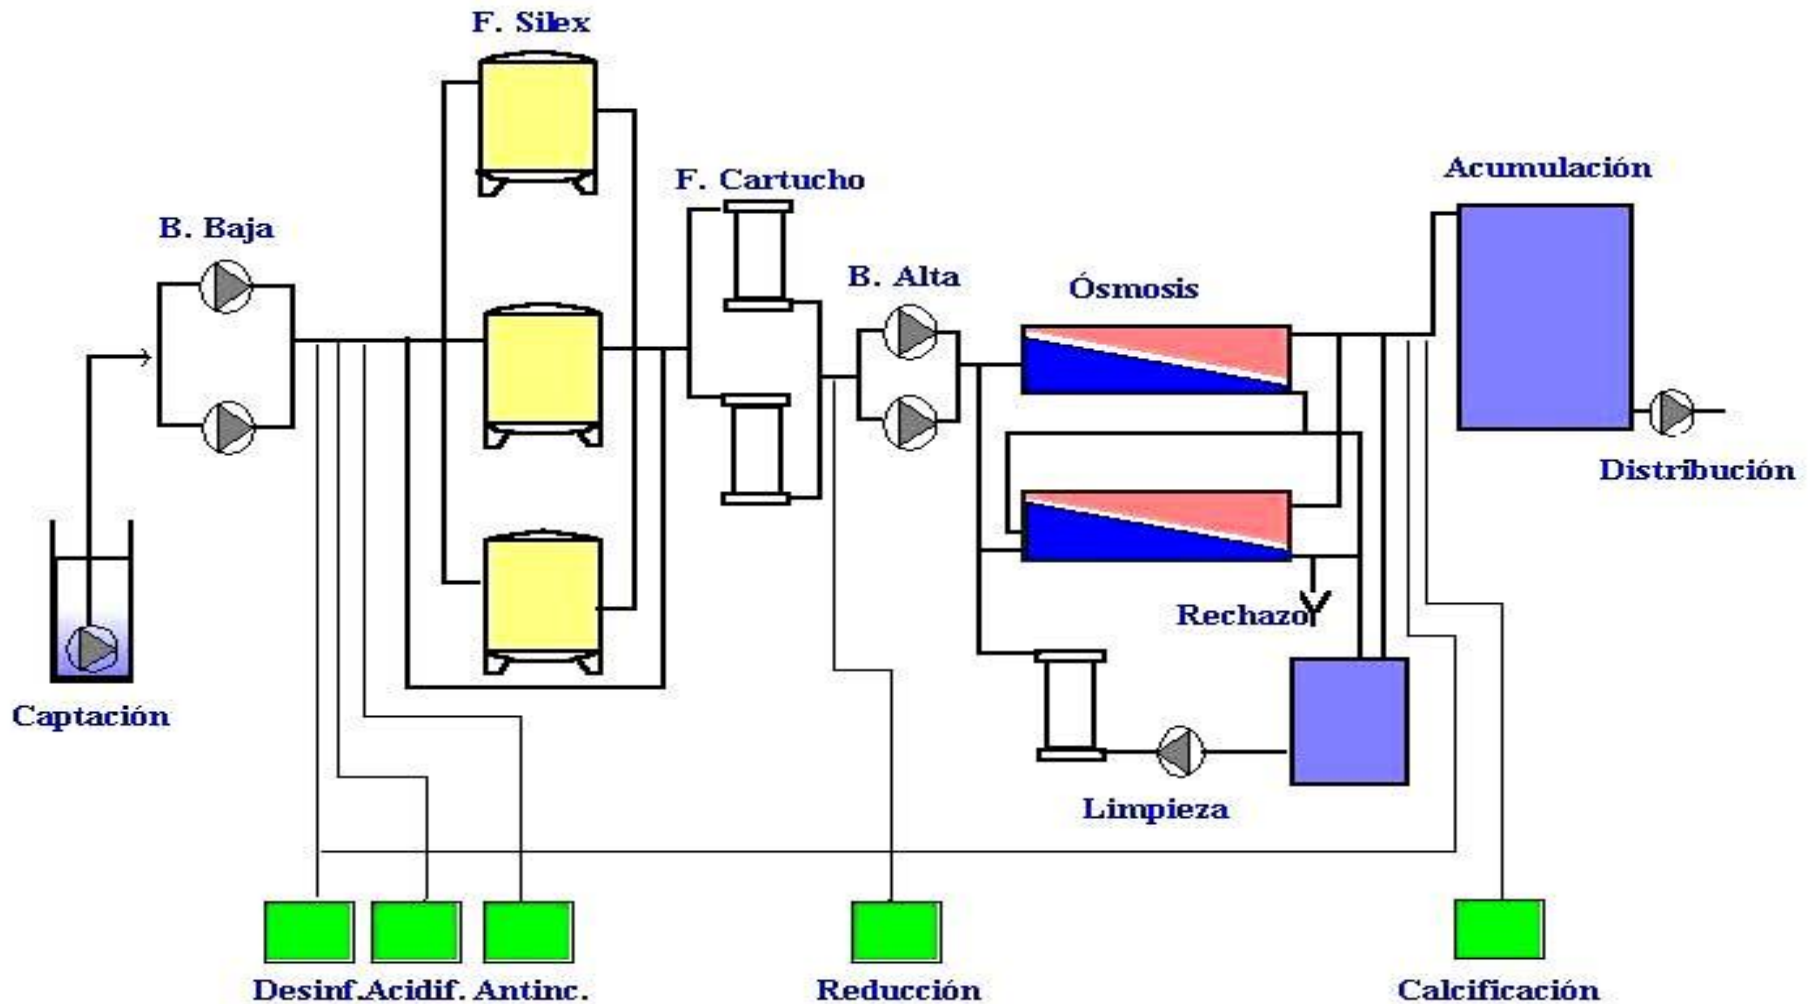 F. Silex
F. Cartucho
Acumulación
B. Baja
B. Alta
Ósmosis
Distribución
Rechazo
Captación
Limpieza
Desinf. Acidif. Antinc.
Reducción
Calcificación